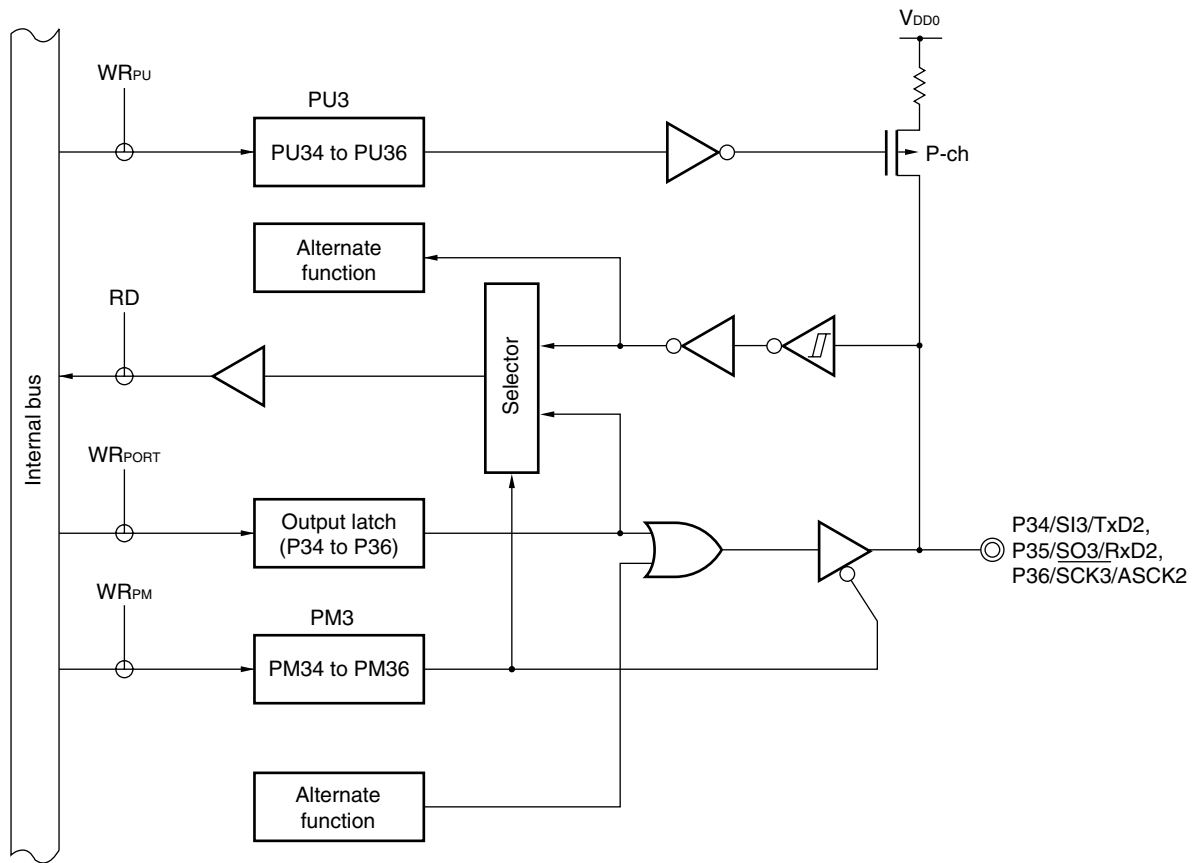 VDD0
WRPU
PU3
PU34 to PU36
P-ch
Alternate
function
RD
Selector
Internal bus
WRPORT
Output latch
(P34 to P36)
P34/SI3/TxD2,
P35/SO3/RxD2,
P36/SCK3/ASCK2
WRPM
PM3
PM34 to PM36
Alternate
function